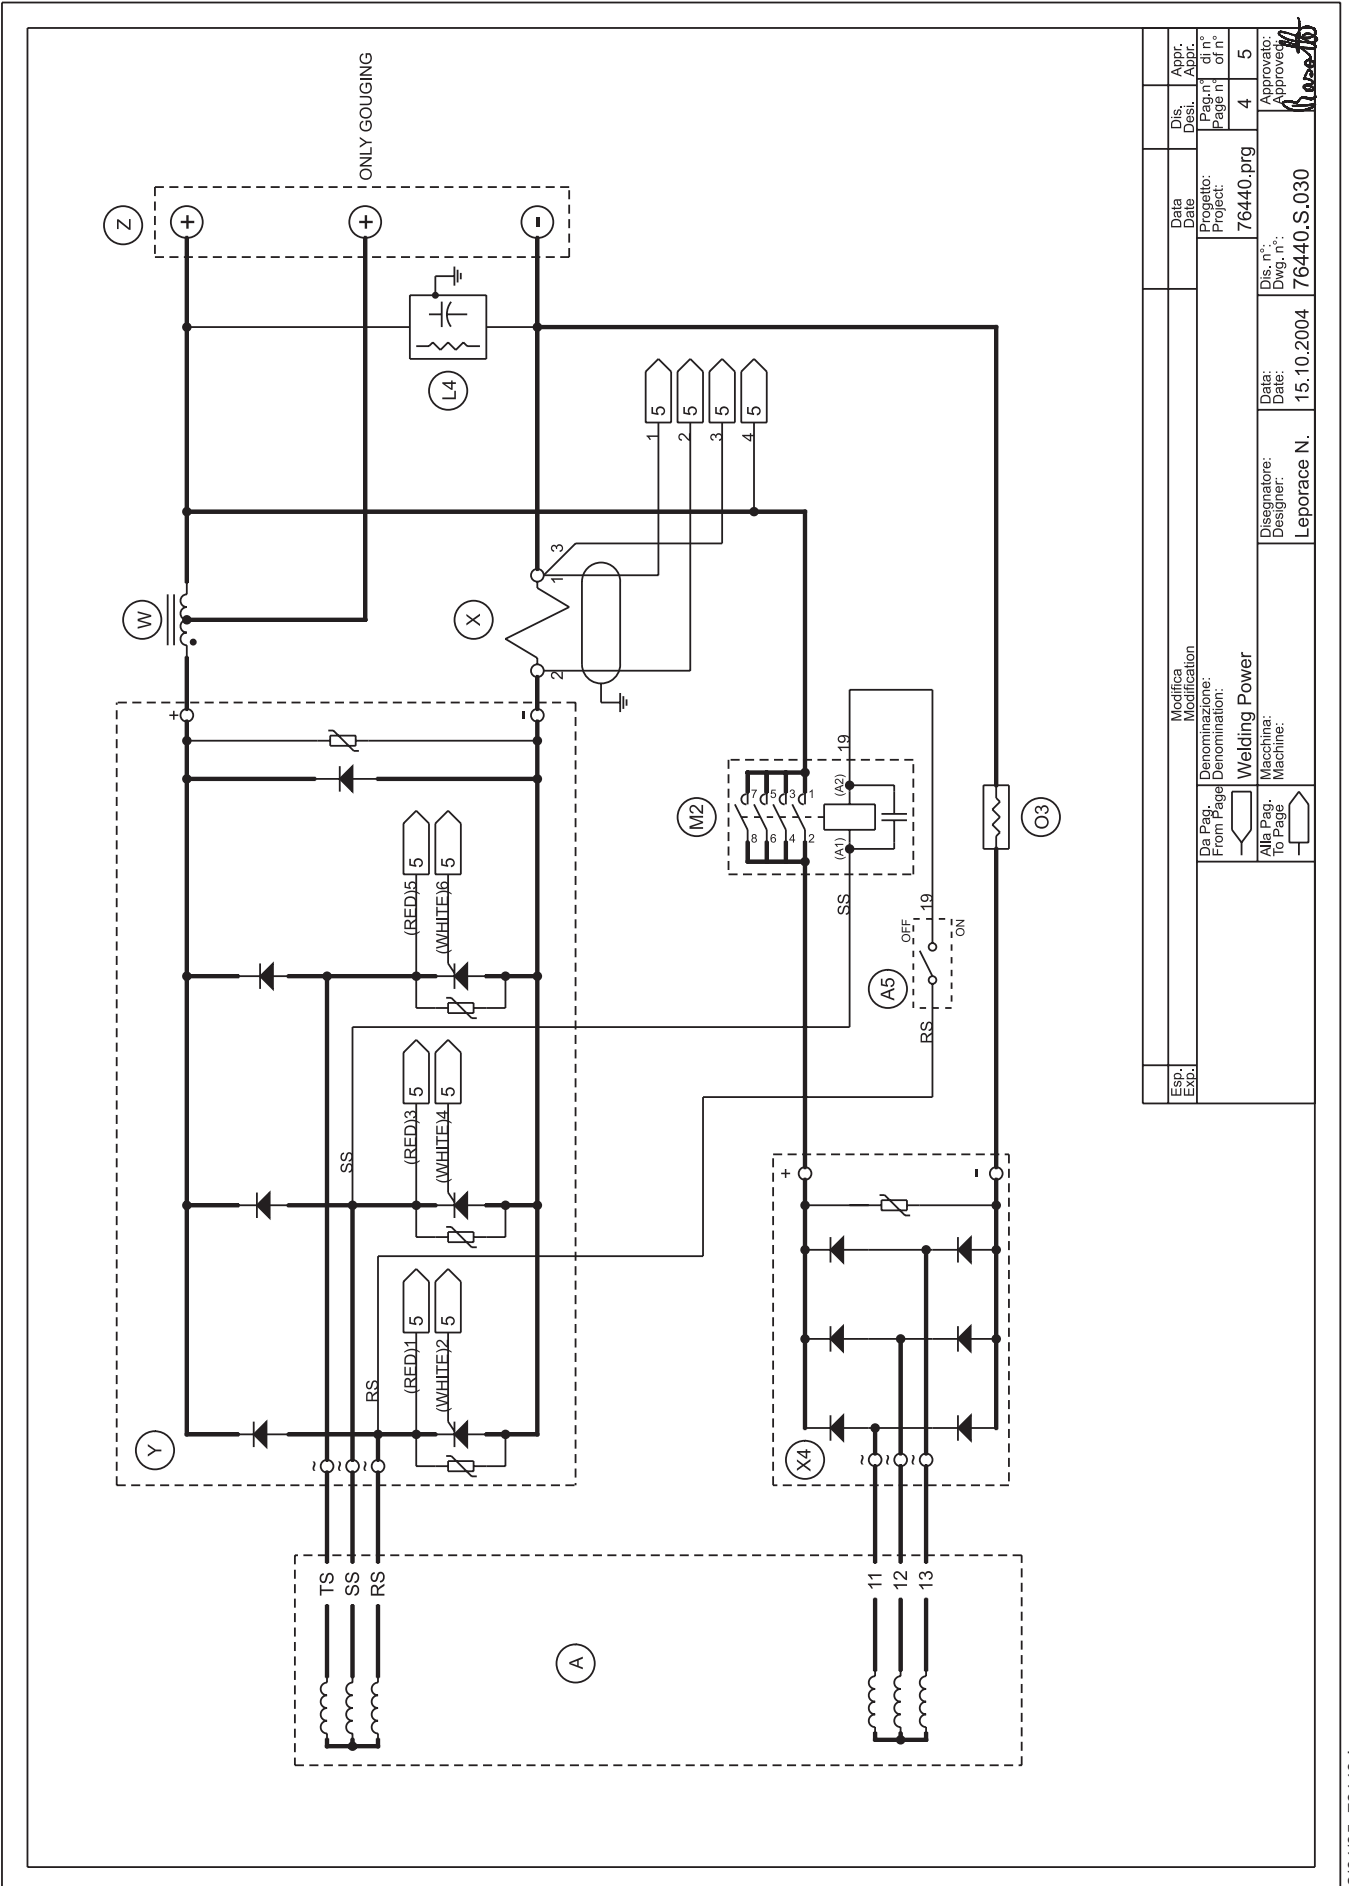 Z
+
+
-
ONLY GOUGING
L4
W
X
1
3
2
1 5
2 5
3 5
4 5
Y
+
-
(RED)5 5
(WHITE)6 5
(RED)3 5
(WHITE)4 5
(RED)1 5
(WHITE)2 5
SS
RS
~
~
~
TS
SS
RS
A
11
12
13
M2
7 5 3 1
8 6 4 2
(A2)
(A1)
19
SS
19
OFF
ON
A5
RS
O3
X4
+
-
~
~
~
Esp.
Exp.
Modifica
Modification
Data
Date
Dis.
Desi.
Appr.
Appr.
Da Pag.
From Page
Alla Pag.
To Page
Denominazione:
Denomination:
Welding Power
Progetto:
Project:
76440.prg
Pag.n°
Page n°
4
di n°
of n°
5
Macchina:
Machine:
Disegnatore:
Designer:
Leporace N.
Data:
Date:
15.10.2004
Dis. n°:
Dwg. n°:
76440.S.030
Approvato:
Approved: